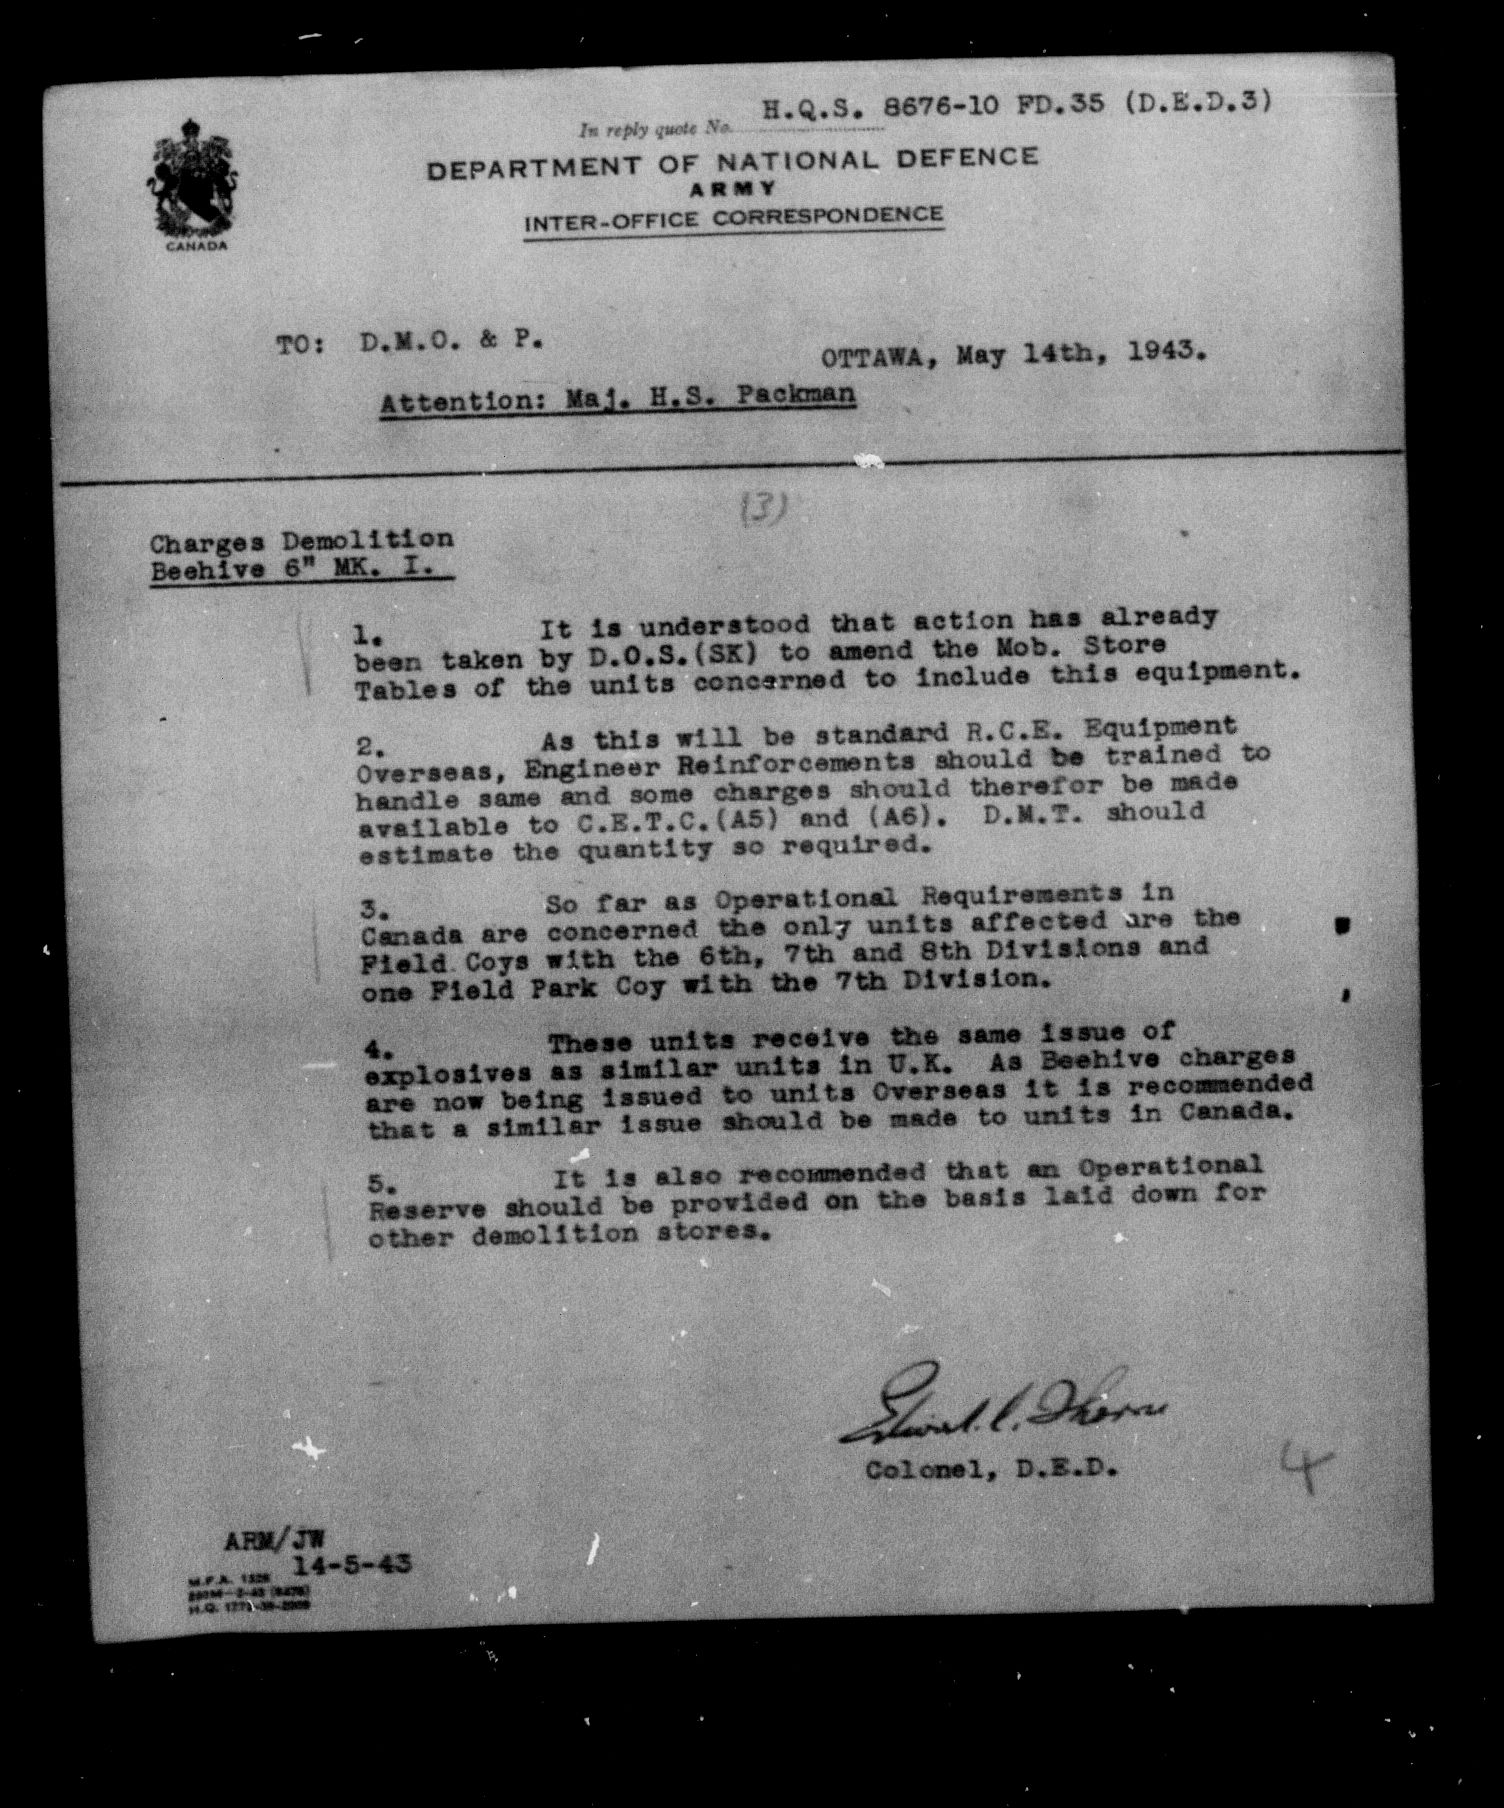 H.Q.S. 8676-10 FD.35 (D.E.D.3)
In reply quote No.
DEPARTMENT OF NATIONAL DEFENCE
ARMY
INTER-OFFICE CORRESPONDENCE
CANADA
TO: D.M.O. & P.
OTTAWA, May 14th, 1943.
Attention: Maj. H.S. Packman
(3)
Charges Demolition
Beehive 6" MK. I.
1. It is understood that action has already
been taken by D.O.S.(SK) to amend the Mob. Store
Tables of the units concerned to include this equipment.
2. As this will be standard R.C.E. Equipment
Overseas, Engineer Reinforcements should be trained to
handle same and some charges should therefor be made
available to C.E.T.C.(A5) and (A6). D.M.T. should
estimate the quantity so required.
3. So far as Operational Requirements in
Canada are concerned the only units affected are the
Field Coys with the 6th, 7th and 8th Divisions and
one Field Park Coy with the 7th Division.
4. These units receive the same issue of
explosives as similar units in U.K. As Beehive charges
are now being issued to units Overseas it is recommended
that a similar issue should be made to units in Canada.
5. It is also recommended that an Operational
Reserve should be provided on the basis laid down for
other demolition stores.
Colonel, D.E.D.
4
ARM/JW
14-5-43
M.F.A.
H.Q.